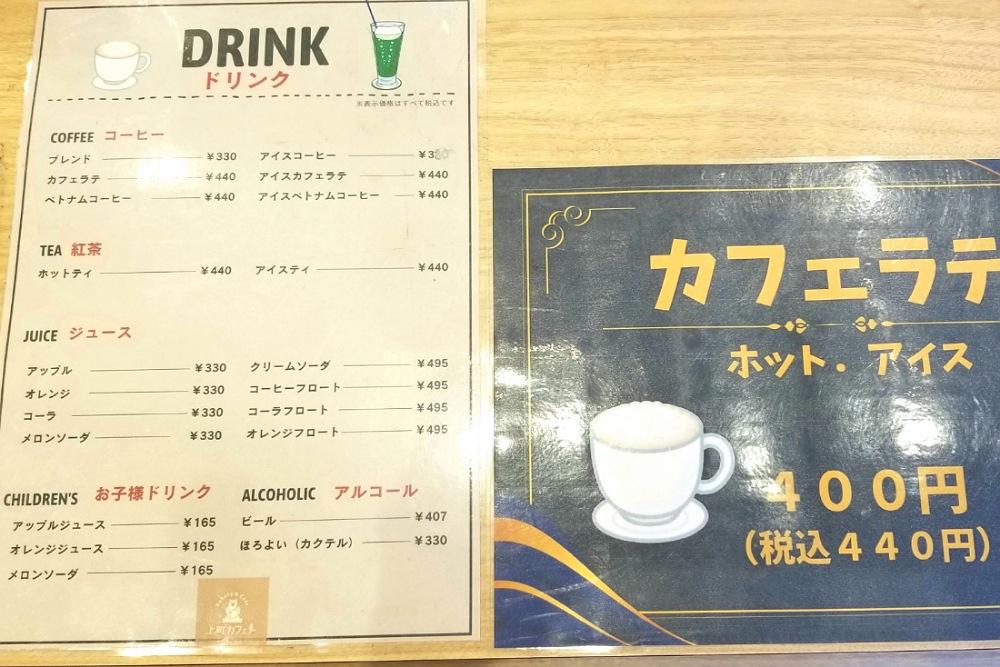 DRINK
ドリンク
※表示価格はすべて税込です
COFFEE コーヒー
ブレンド ¥330
カフェラテ ¥440
ベトナムコーヒー ¥440
アイスコーヒー
アイスカフェラテ ¥440
アイスベトナムコーヒー ¥440
TEA 紅茶
ホットティ ¥440
アイスティ ¥440
JUICE ジュース
アップル ¥330
オレンジ ¥330
コーラ ¥330
メロンソーダ ¥330
クリームソーダ ¥495
コーヒーフロート ¥495
コーラフロート ¥495
オレンジフロート ¥495
CHILDREN'S お子様ドリンク
アップルジュース ¥165
オレンジジュース ¥165
メロンソーダ ¥165
ALCOHOLIC アルコール
ビール ¥407
ほろよい（カクテル） ¥330
Bakery & Cafe
上町カフェ
カフェラテ
ホット．アイス
４００円
（税込４４０円）